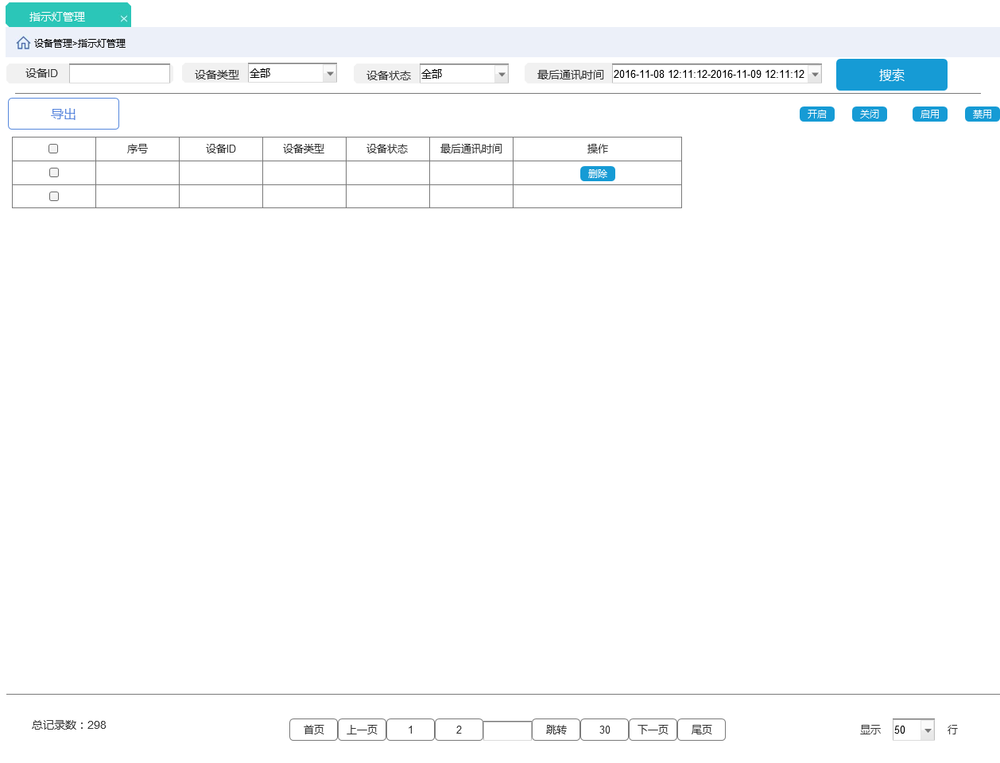 指示灯管理 ×
设备管理>指示灯管理
设备ID 设备类型 全部 设备状态 全部 最后通讯时间 2016-11-08 12:11:12-2016-11-09 12:11:12 搜索
导出 开启 关闭 启用 禁用
序号 设备ID 设备类型 设备状态 最后通讯时间 操作
删除
总记录数：298 首页 上一页 1 2 跳转 30 下一页 尾页 显示 50 行